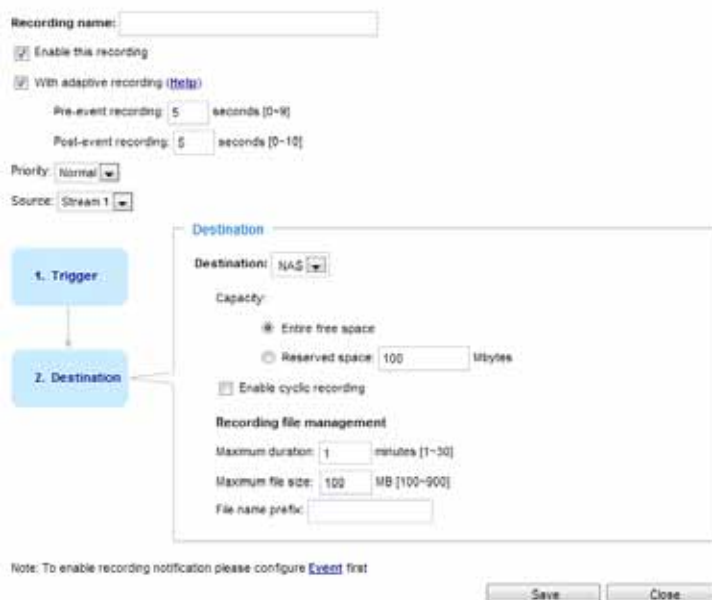 Recording name:
Enable this recording
With adaptive recording (Help)
Pre-event recording: 5 seconds [0~9]
Post-event recording: 5 seconds [0~10]
Priority: Normal
Source: Stream 1
1. Trigger
2. Destination
Destination
Destination: NAS
Capacity:
Entire free space
Reserved space: 100 Mbytes
Enable cyclic recording
Recording file management
Maximum duration: 1 minutes [1~30]
Maximum file size: 100 MB [100~900]
File name prefix:
Note: To enable recording notification please configure Event first
Save Close